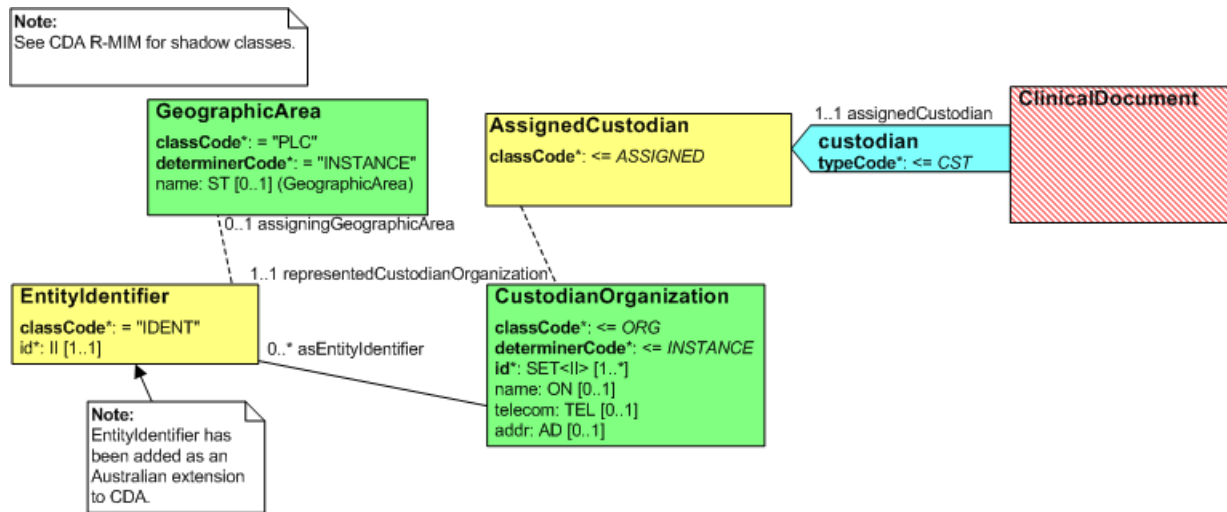 Note:
See CDA R-MIM for shadow classes.
GeographicArea
classCode*: = "PLC"
determinerCode*: = "INSTANCE"
name: ST [0..1] (GeographicArea)
AssignedCustodian
classCode*: <= ASSIGNED
1..1 assignedCustodian
custodian
typeCode*: <= CST
ClinicalDocument
0..1 assigningGeographicArea
1..1 representedCustodianOrganization
EntityIdentifier
classCode*: = "IDENT"
id*: II [1..1]
0..* asEntityIdentifier
CustodianOrganization
classCode*: <= ORG
determinerCode*: <= INSTANCE
id*: SET<II> [1..*]
name: ON [0..1]
telecom: TEL [0..1]
addr: AD [0..1]
Note:
EntityIdentifier has
been added as an
Australian extension
to CDA.